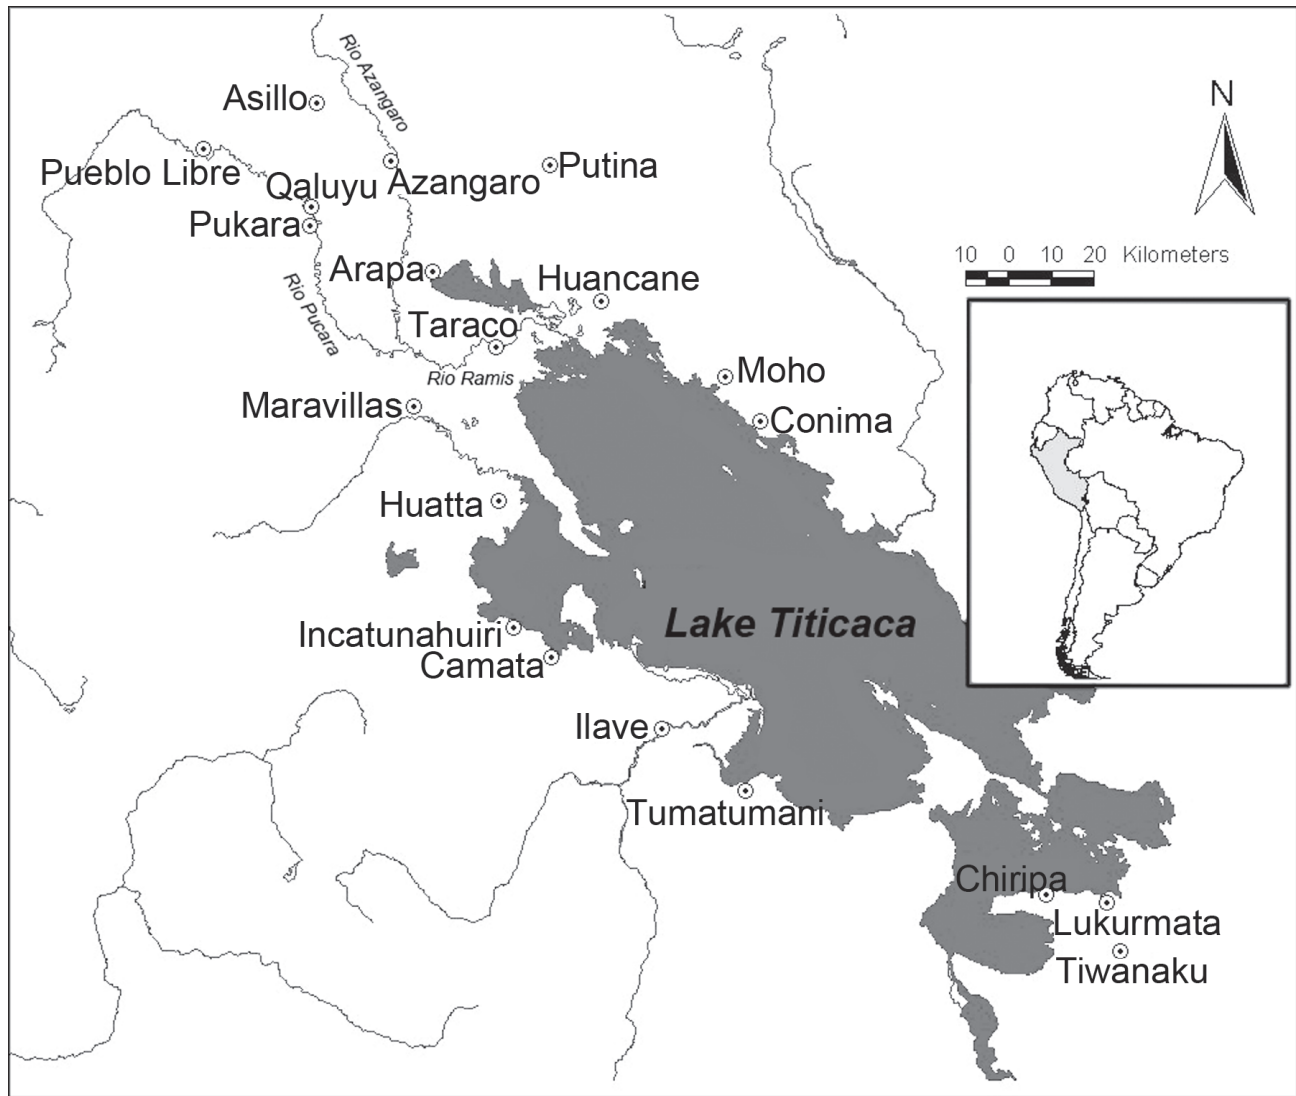 Rio Azangaro
N
Asillo
Pueblo Libre
Qaluyu
Azangaro
Putina
Pukara
Arapa
Huancane
10 0 10 20 Kilometers
Rio Pucara
Taraco
Rio Ramis
Moho
Maravillas
Conima
Huatta
Lake Titicaca
Incatunahuiri
Camata
Ilave
Tumatumani
Chiripa
Lukurmata
Tiwanaku